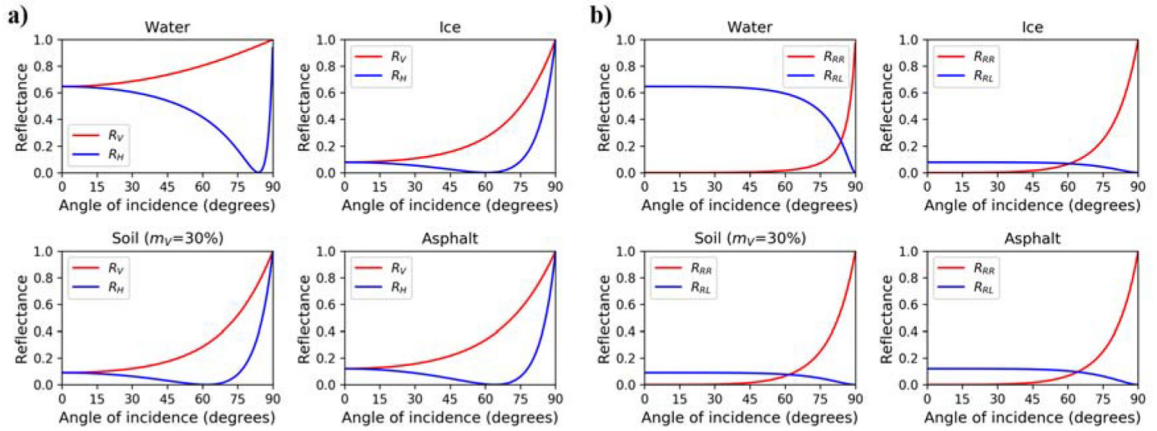 a)
Water
Reflectance
1.0
0.8
0.6
0.4
0.2
0.0
R_V
R_H
0 15 30 45 60 75 90
Angle of incidence (degrees)
Ice
Reflectance
1.0
0.8
0.6
0.4
0.2
0.0
R_V
R_H
0 15 30 45 60 75 90
Angle of incidence (degrees)
Soil (m_V=30%)
Reflectance
1.0
0.8
0.6
0.4
0.2
0.0
R_V
R_H
0 15 30 45 60 75 90
Angle of incidence (degrees)
Asphalt
Reflectance
1.0
0.8
0.6
0.4
0.2
0.0
R_V
R_H
0 15 30 45 60 75 90
Angle of incidence (degrees)
b)
Water
Reflectance
1.0
0.8
0.6
0.4
0.2
0.0
R_RR
R_RL
0 15 30 45 60 75 90
Angle of incidence (degrees)
Ice
Reflectance
1.0
0.8
0.6
0.4
0.2
0.0
R_RR
R_RL
0 15 30 45 60 75 90
Angle of incidence (degrees)
Soil (m_V=30%)
Reflectance
1.0
0.8
0.6
0.4
0.2
0.0
R_RR
R_RL
0 15 30 45 60 75 90
Angle of incidence (degrees)
Asphalt
Reflectance
1.0
0.8
0.6
0.4
0.2
0.0
R_RR
R_RL
0 15 30 45 60 75 90
Angle of incidence (degrees)